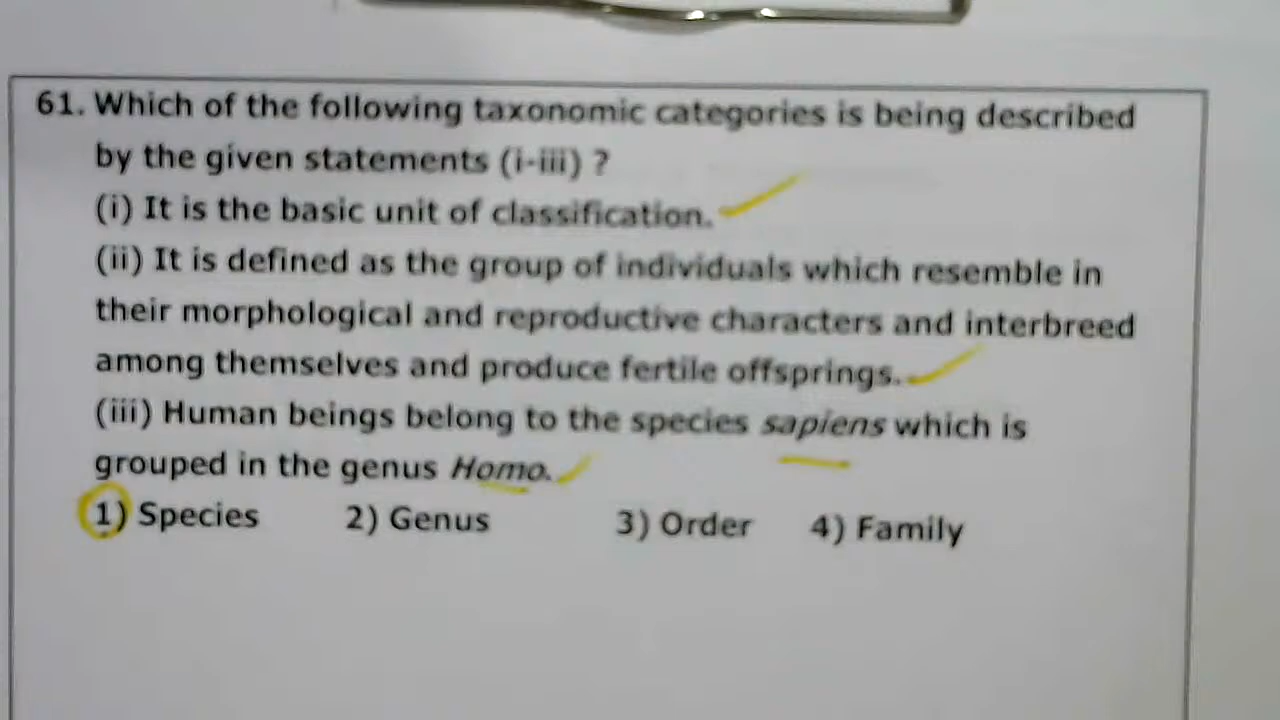 61. Which of the following taxonomic categories is being described
by the given statements (i-iii) ?
(i) It is the basic unit of classification.
(ii) It is defined as the group of individuals which resemble in
their morphological and reproductive characters and interbreed
among themselves and produce fertile offsprings.
(iii) Human beings belong to the species sapiens which is
grouped in the genus Homo.
1) Species 2) Genus 3) Order 4) Family